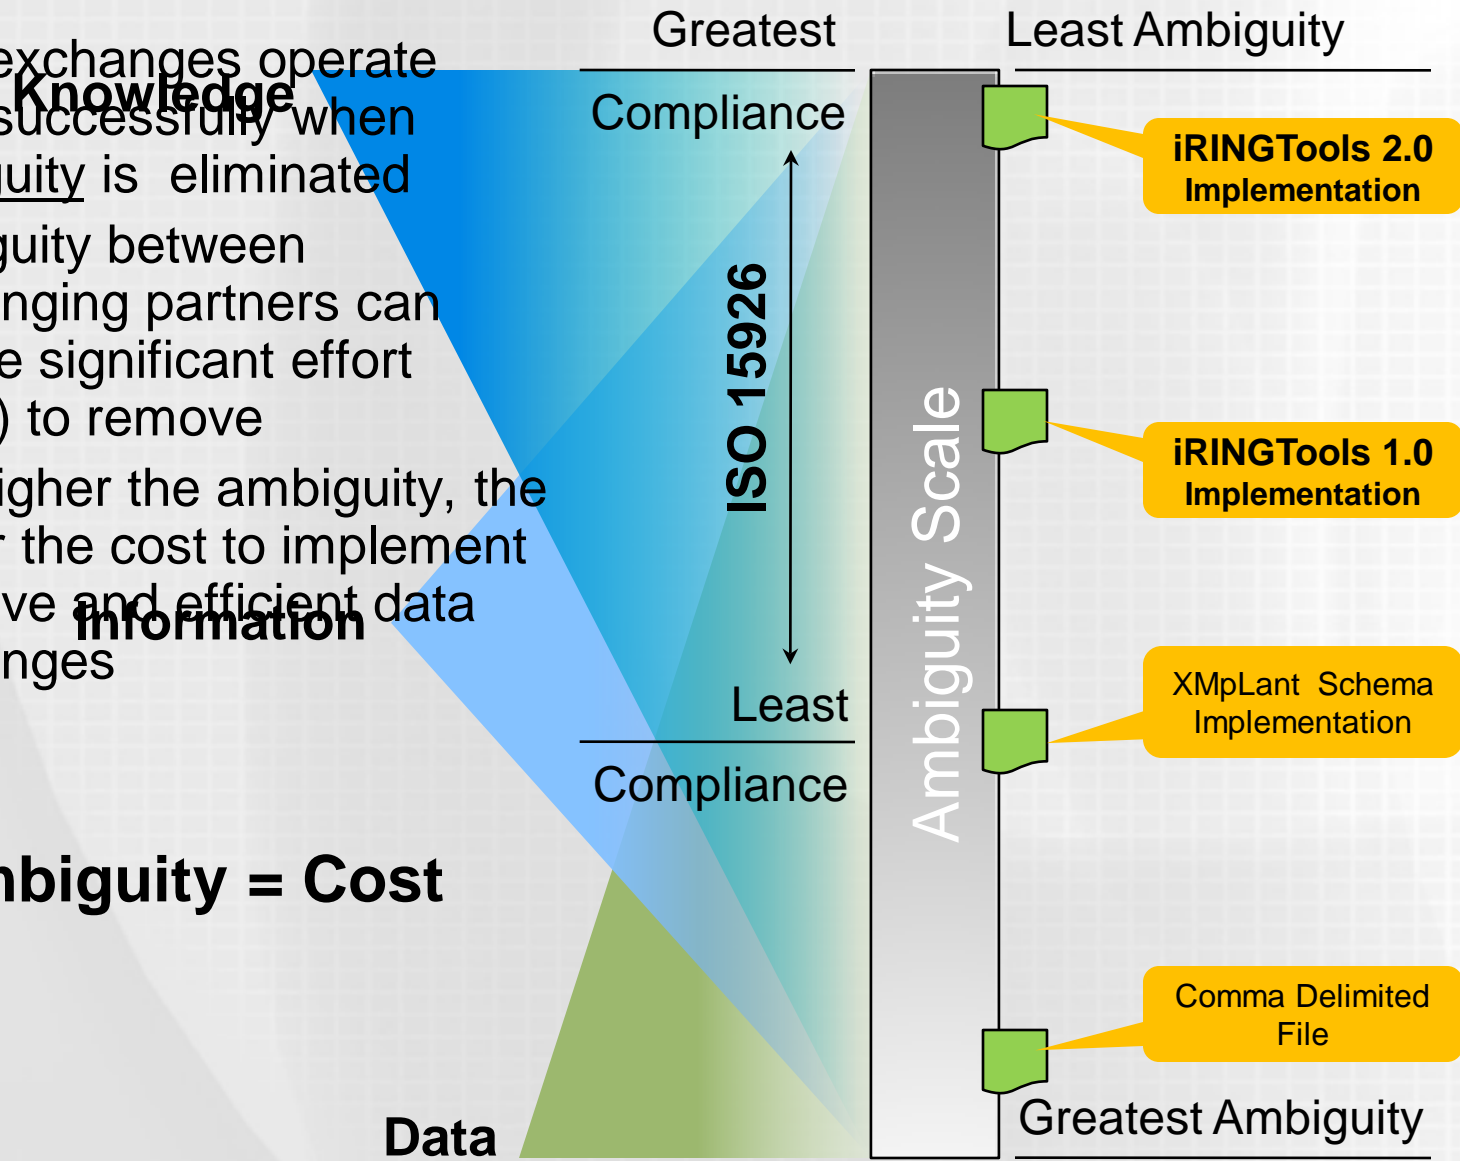 exchanges operate
successfully when
guity is eliminated
guity between
nging partners can
e significant effort
) to remove
igher the ambiguity, the
r the cost to implement
ve and efficient data
nges
mbiguity = Cost
Knowledge
Information
Data
Greatest
Compliance
ISO 15926
Least
Compliance
Ambiguity Scale
Least Ambiguity
iRINGTools 2.0
Implementation
iRINGTools 1.0
Implementation
XMpLant Schema
Implementation
Comma Delimited
File
Greatest Ambiguity